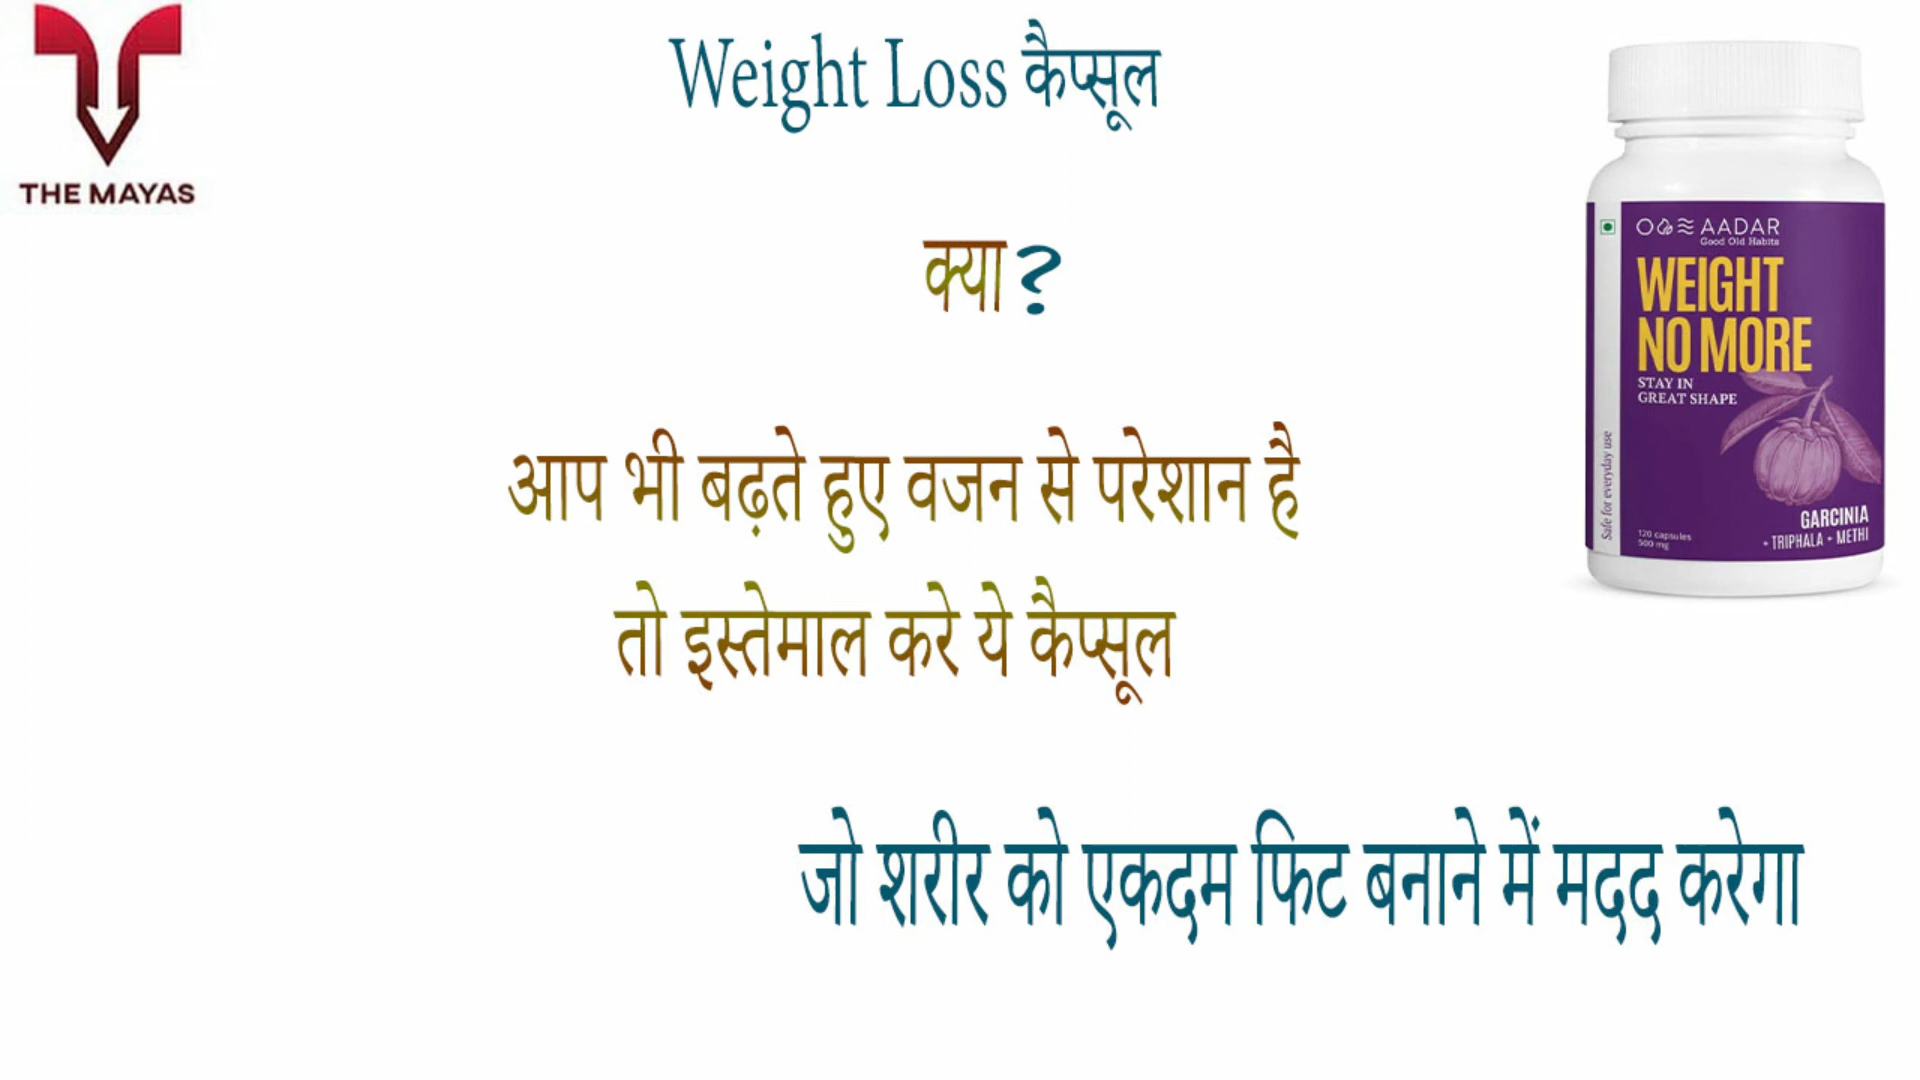 THE MAYAS
Weight Loss कैप्सूल
क्या?
आप भी बढ़ते हुए वजन से परेशान है
तो इस्तेमाल करे ये कैप्सूल
जो शरीर को एकदम फिट बनाने में मदद करेगा
AADAR
Good Old Habits
WEIGHT
NO MORE
STAY IN
GREAT SHAPE
Safe for everyday use
120 capsules
500 mg
GARCINIA
+ TRIPHALA + METHI